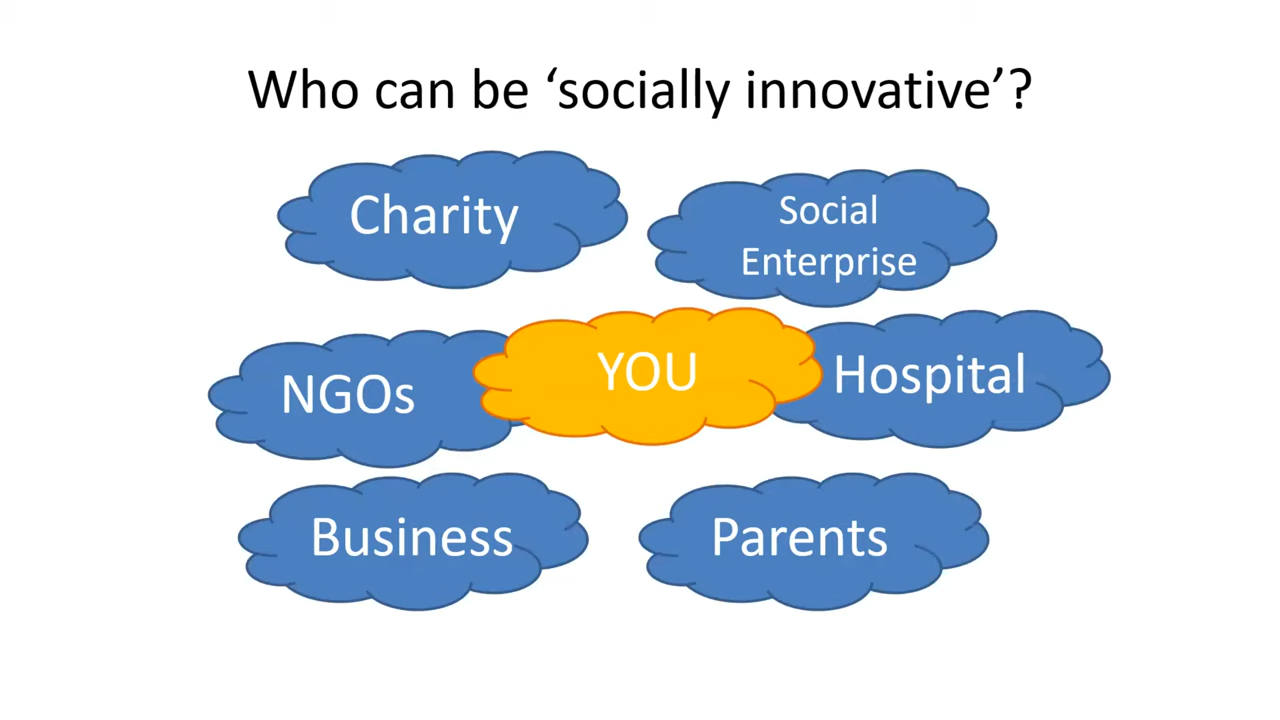 Who can be ‘socially innovative’?
Charity
Social
Enterprise
NGOs
YOU
Hospital
Business
Parents